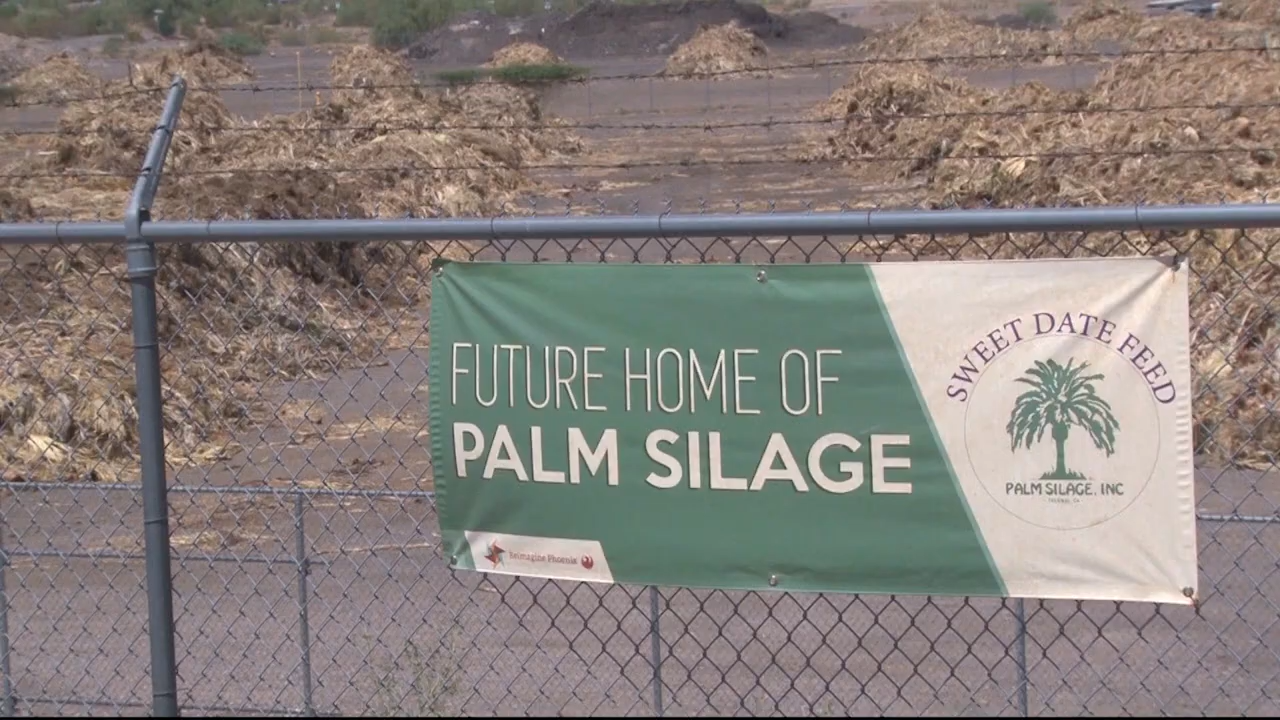 FUTURE HOME OF
PALM SILAGE
SWEET DATE FEED
PALM SILAGE, INC
Reimagine Phoenix